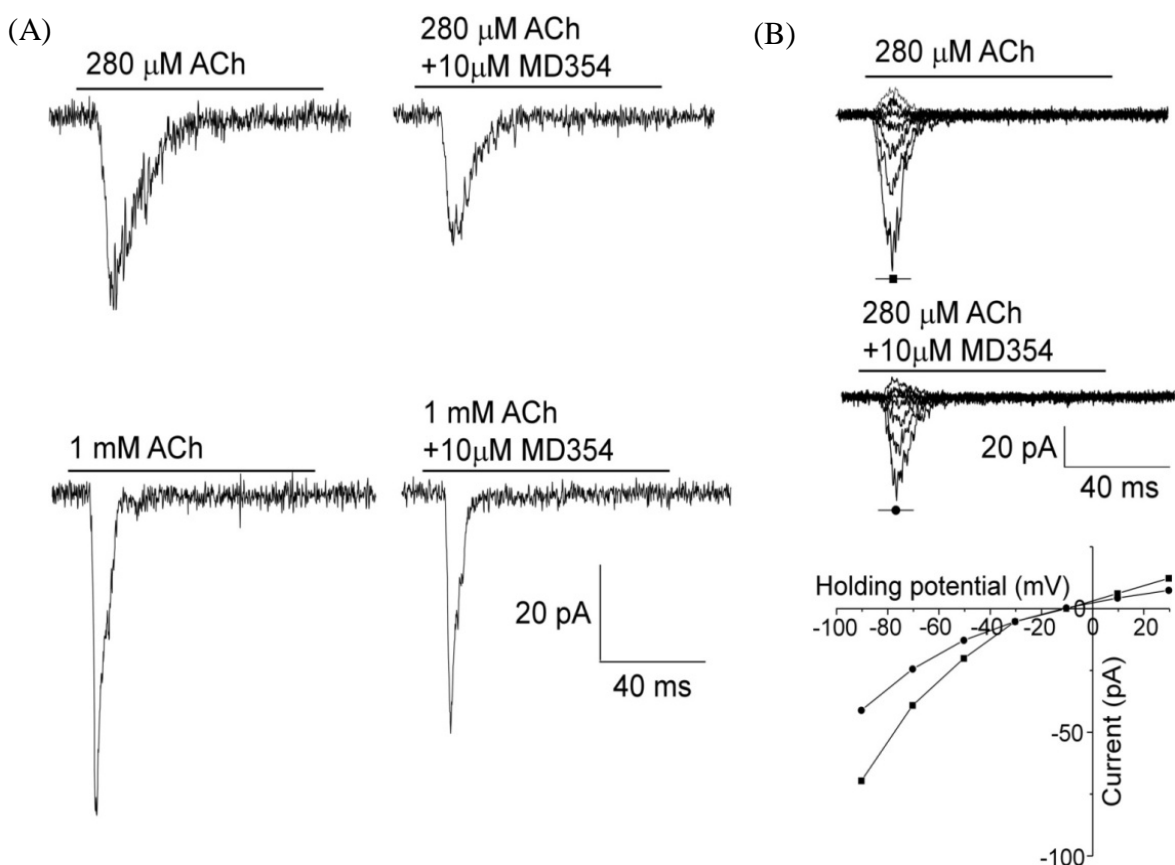 (A)
280 μM ACh
280 μM ACh
+10μM MD354
1 mM ACh
1 mM ACh
+10μM MD354
20 pA
40 ms
(B)
280 μM ACh
280 μM ACh
+10μM MD354
20 pA
40 ms
Holding potential (mV)
0
-100 -80 -60 -40 -20 0 20
-50
-100
Current (pA)